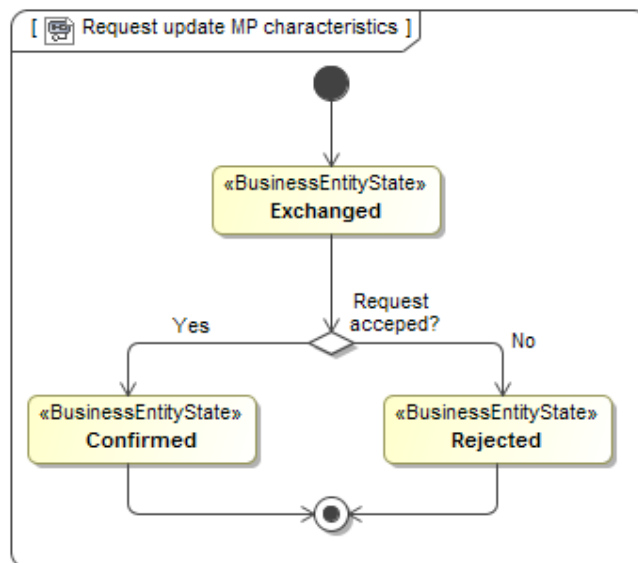 [ Request update MP characteristics ]
«BusinessEntityState»
Exchanged
Request
acceped?
Yes
No
«BusinessEntityState»
Confirmed
«BusinessEntityState»
Rejected